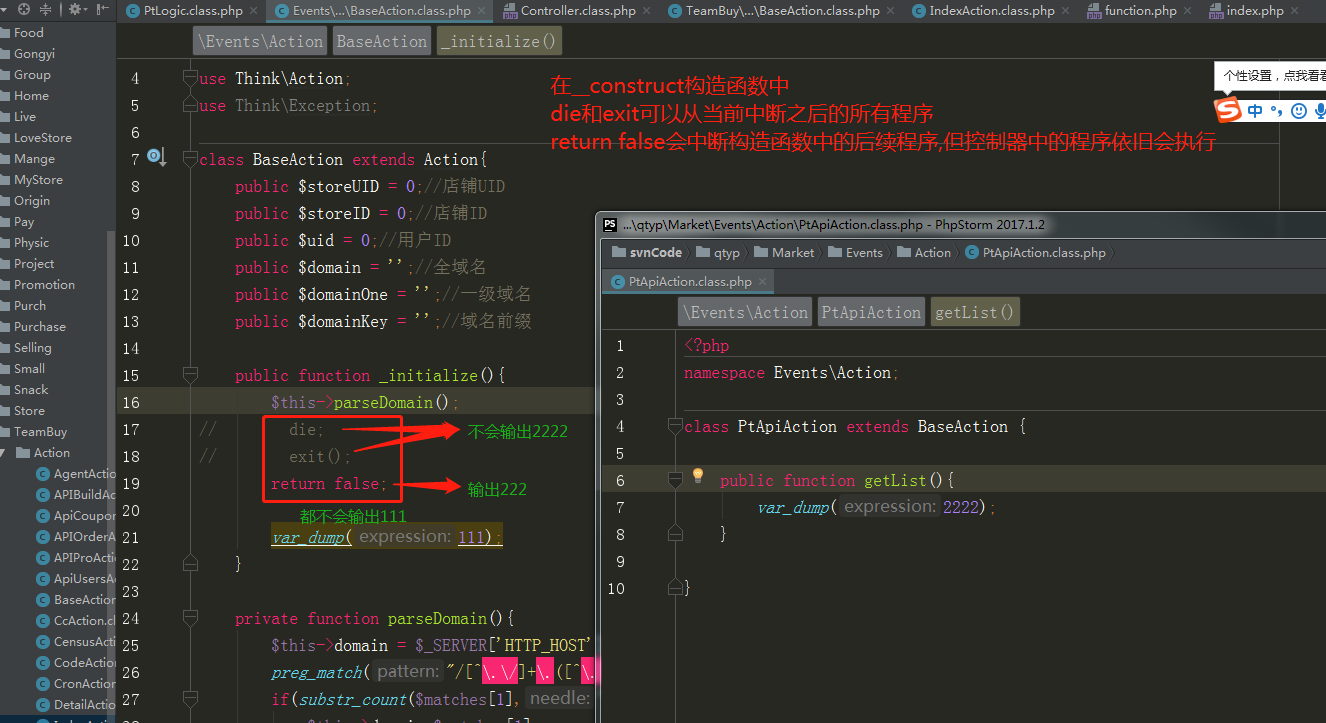 PtLogic.class.php
Events\...\BaseAction.class.php
Controller.class.php
TeamBuy\...\BaseAction.class.php
IndexAction.class.php
function.php
index.php
Food
Gongyi
Group
Home
Live
LoveStore
Mange
MyStore
Origin
Pay
Physic
Project
Promotion
Purch
Purchase
Selling
Small
Snack
Store
TeamBuy
Action
AgentActio
APIBuildAc
ApiCoupor
APIOrderA
APIProActi
ApiUsersAc
BaseAction
CcAction.cl
CensusActi
CodeActio
CronAction
DetailActio
\Events\Action BaseAction _initialize()
4 use Think\Action;
5 use Think\Exception;
6
7 class BaseAction extends Action{
8 public $storeUID = 0;//店铺UID
9 public $storeID = 0;//店铺ID
10 public $uid = 0;//用户ID
11 public $domain = '';//全域名
12 public $domainOne = '';//一级域名
13 public $domainKey = '';//域名前缀
14
15 public function _initialize(){
16 $this->parseDomain();
17 // die;
18 // exit();
19 return false;
20
21 var_dump( expression: 111);
22 }
23
24 private function parseDomain(){
25 $this->domain = $_SERVER['HTTP_HOST'
26 preg_match( pattern: "/[^\.\/]+\.([^\.
27 if(substr_count($matches[1], needle:
在__construct构造函数中
die和exit可以从当前中断之后的所有程序
return false会中断构造函数中的后续程序,但控制器中的程序依旧会执行
不会输出2222
输出222
都不会输出111
个性设置，点我看看
中
PS ...\qtyp\Market\Events\Action\PtApiAction.class.php - PhpStorm 2017.1.2
svnCode qtyp Market Events Action PtApiAction.class.php
PtApiAction.class.php
\Events\Action PtApiAction getList()
1 <?php
2 namespace Events\Action;
3
4 class PtApiAction extends BaseAction {
5
6 public function getList(){
7 var_dump( expression: 2222);
8 }
9
10 }